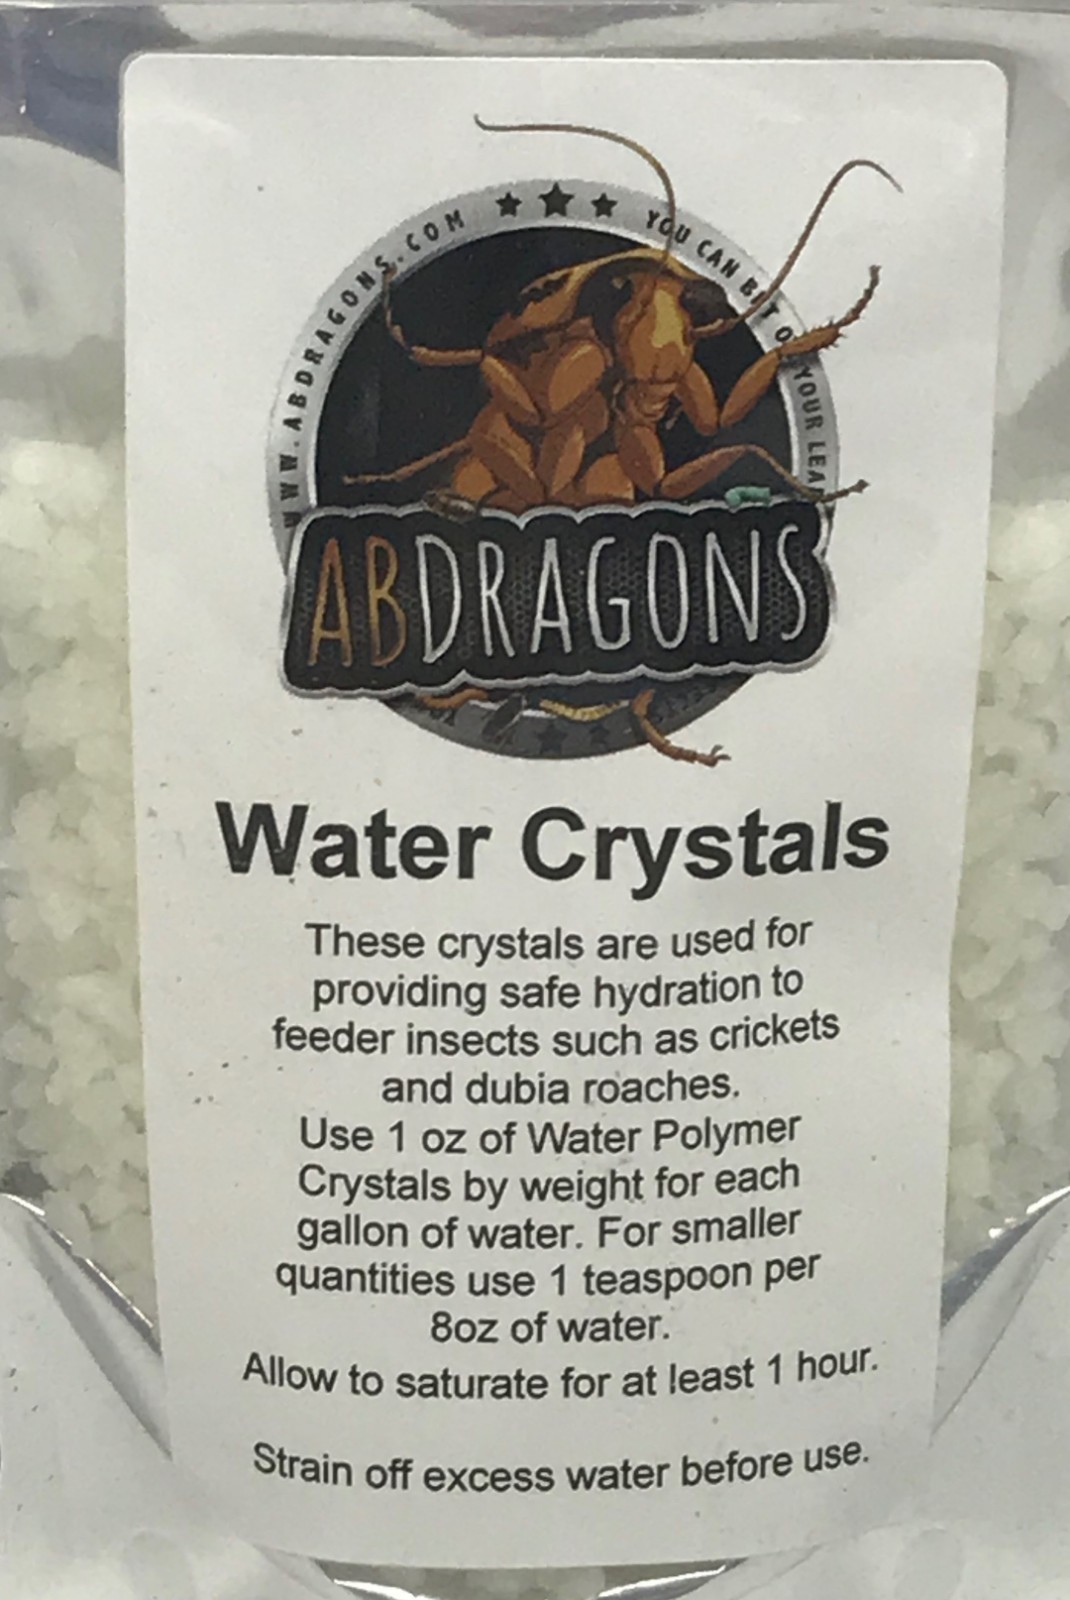 WWW.ABDRAGONS.COM ★ ★ ★ YOU CAN BET ON YOUR LEA
ABDRAGONS
Water Crystals
These crystals are used for
providing safe hydration to
feeder insects such as crickets
and dubia roaches.
Use 1 oz of Water Polymer
Crystals by weight for each
gallon of water. For smaller
quantities use 1 teaspoon per
8oz of water.
Allow to saturate for at least 1 hour.
Strain off excess water before use.